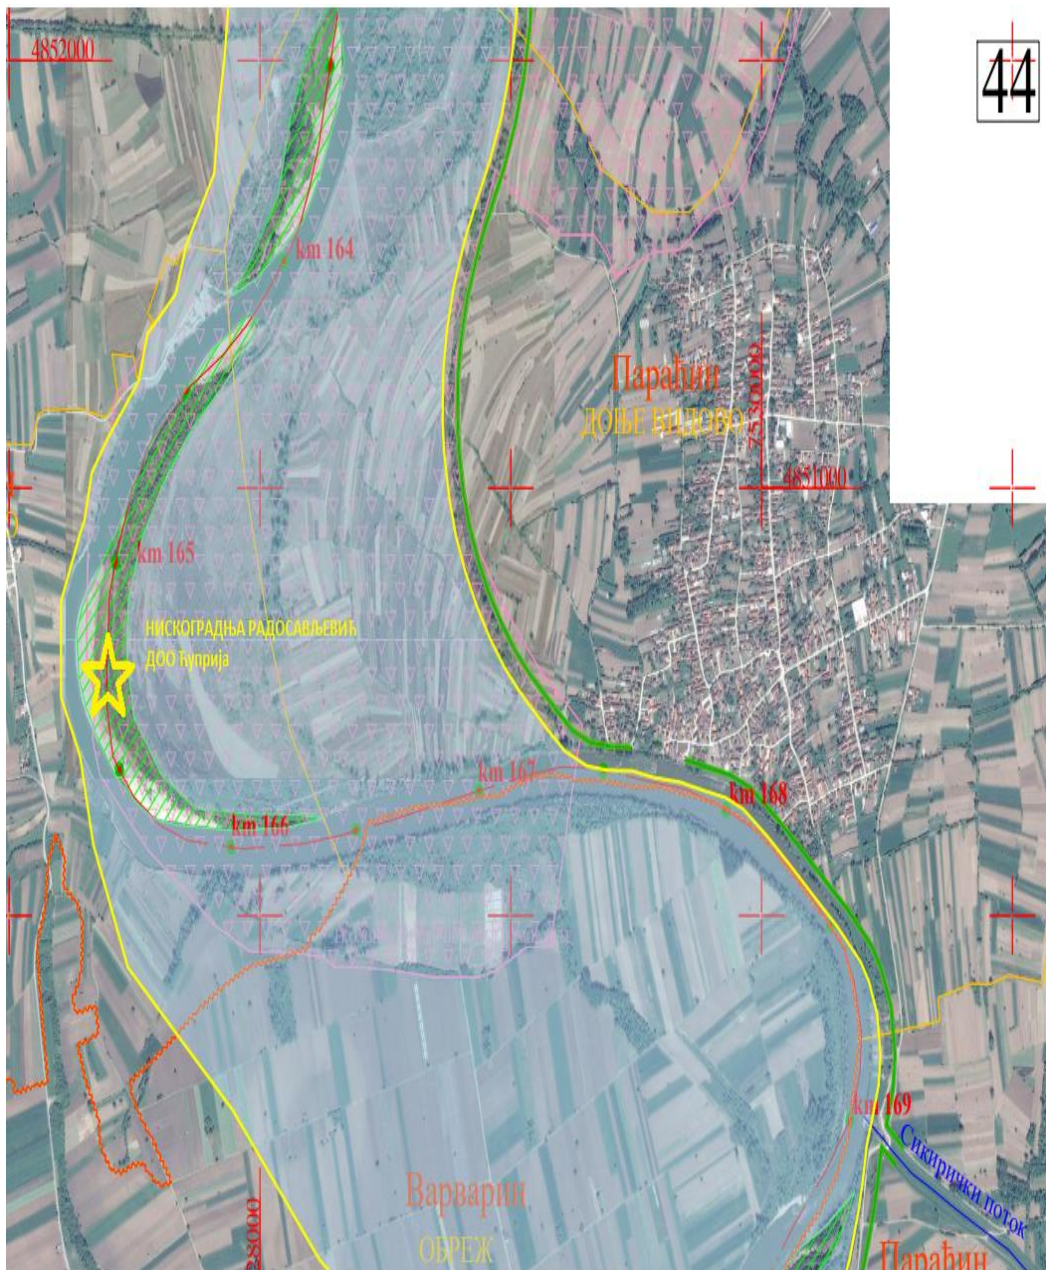 4852000
44
km 164
Параћин
ДОЊЕ ВИДОВО
7530000
4851000
km 165
НИСКОГРАДЊА РАДОСАВЉЕВИЋ
ДОО Ћуприја
km 167
km 168
km 166
km 169
Сикирички поток
Варварин
ОБРЕЖ
28000
Параћин